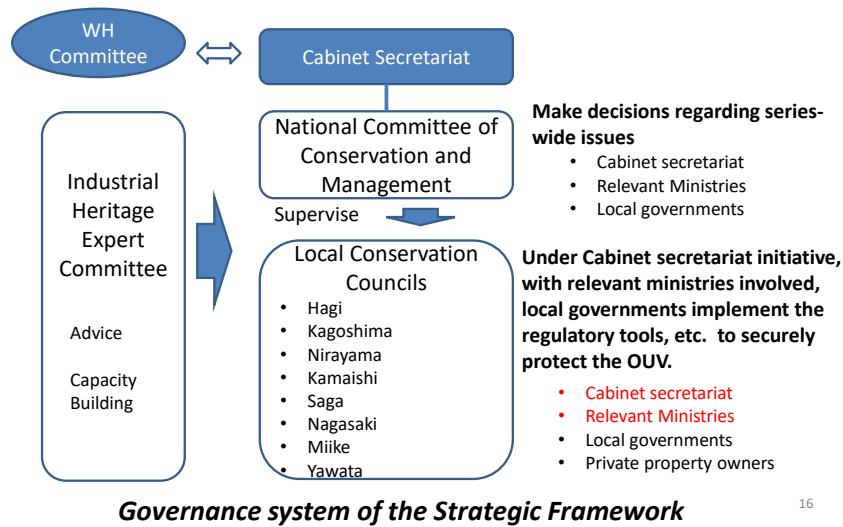 WH
Committee
Cabinet Secretariat
Industrial
Heritage
Expert
Committee
Advice
Capacity
Building
National Committee of
Conservation and
Management
Supervise
Local Conservation
Councils
• Hagi
• Kagoshima
• Nirayama
• Kamaishi
• Saga
• Nagasaki
• Miike
• Yawata
Make decisions regarding series-
wide issues
• Cabinet secretariat
• Relevant Ministries
• Local governments
Under Cabinet secretariat initiative,
with relevant ministries involved,
local governments implement the
regulatory tools, etc. to securely
protect the OUV.
• Cabinet secretariat
• Relevant Ministries
• Local governments
• Private property owners
Governance system of the Strategic Framework
16